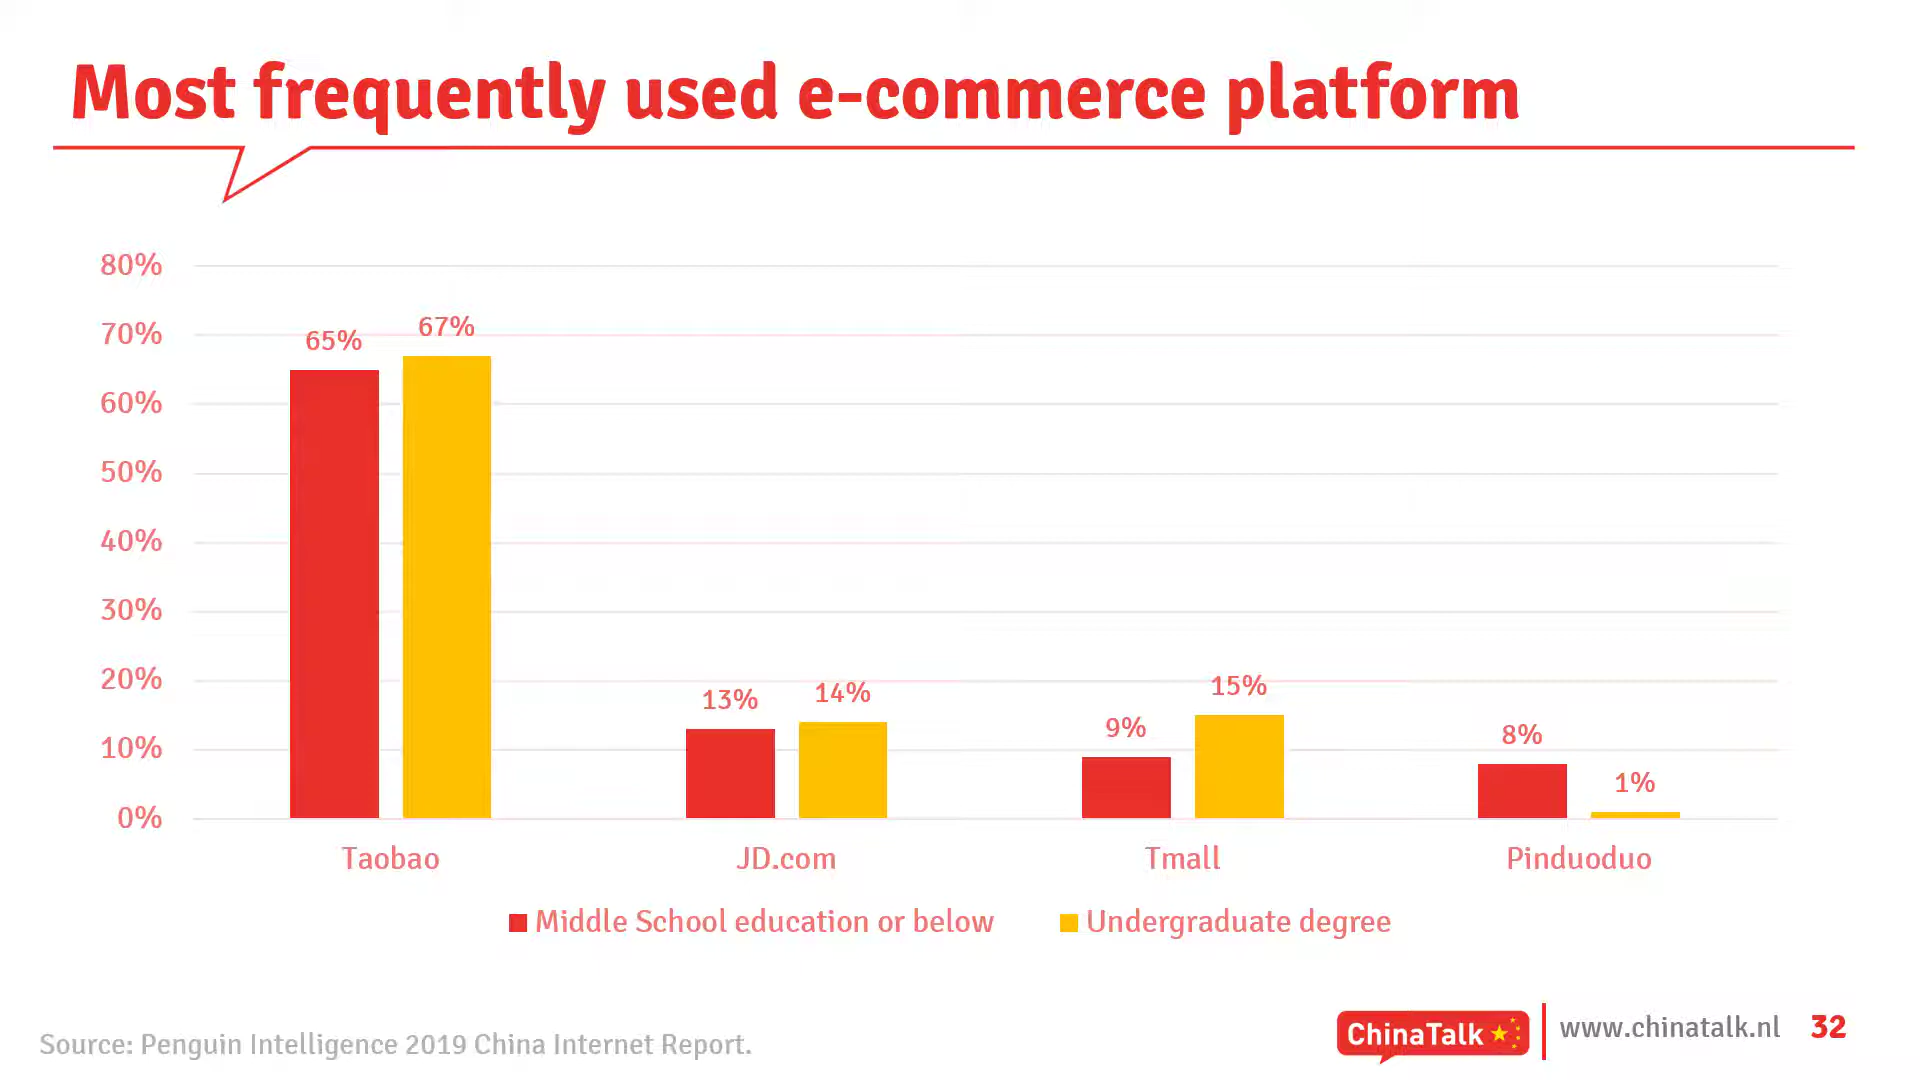 Most frequently used e-commerce platform
80%
70%
60%
50%
40%
30%
20%
10%
0%
65%
67%
13%
14%
9%
15%
8%
1%
Taobao
JD.com
Tmall
Pinduoduo
Middle School education or below
Undergraduate degree
Source: Penguin Intelligence 2019 China Internet Report.
ChinaTalk
www.chinatalk.nl
32